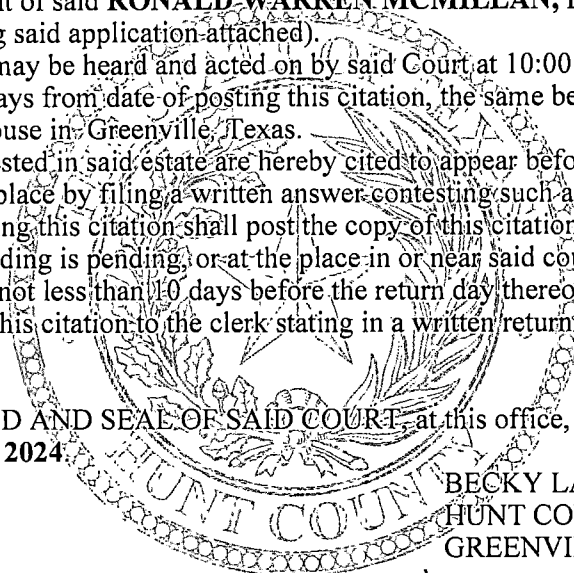 t of said RONALD WARREN MCMILLAN,
g said application attached).
may be heard and acted on by said Court at 10:00
ays from date of posting this citation, the same be
ouse in Greenville, Texas.
sted in said estate are hereby cited to appear befo
place by filing a written answer contesting such a
ng this citation shall post the copy of this citation
ding is pending, or at the place in or near said cou
not less than 10 days before the return day thereo
his citation to the clerk stating in a written return
D AND SEAL OF SAID COURT, at this office,
2024.
HUNT COUNTY
BECKY LA
HUNT CO
GREENVI